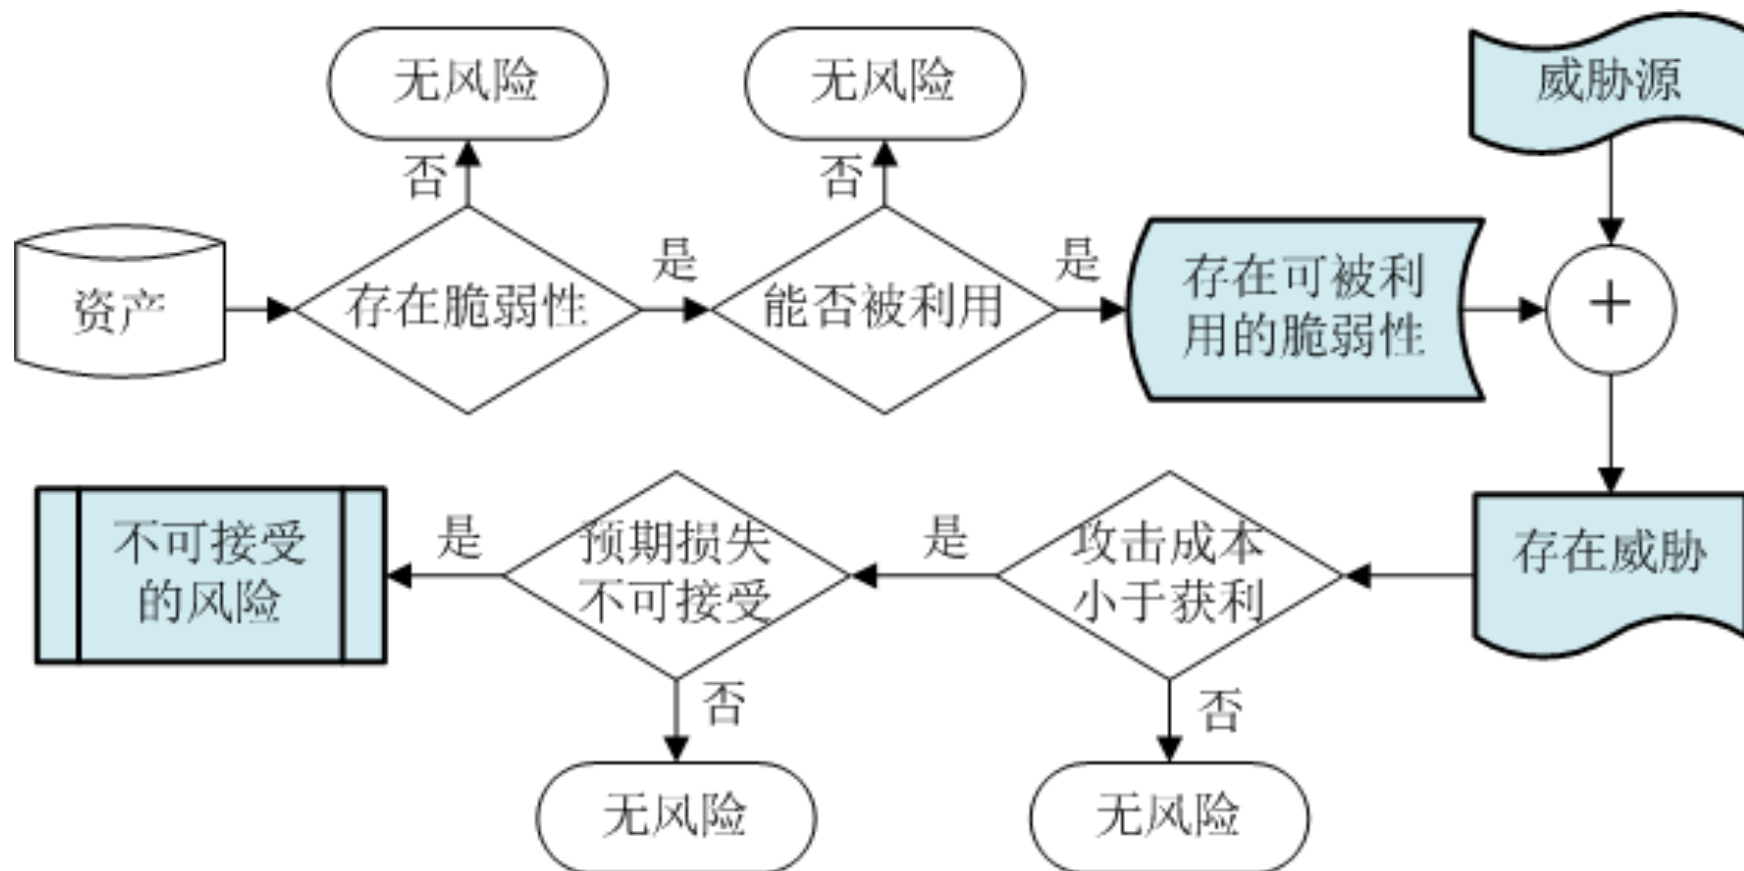 无风险
无风险
威胁源
否
否
资产
存在脆弱性
是
能否被利用
是
存在可被利
用的脆弱性
+
不可接受
的风险
是
预期损失
不可接受
是
攻击成本
小于获利
存在威胁
否
否
无风险
无风险